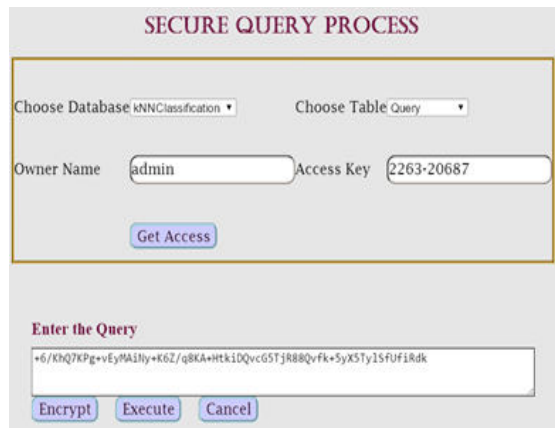 SECURE QUERY PROCESS
Choose Database kNNClassification Choose Table Query
Owner Name admin Access Key 2263-20687
Get Access
Enter the Query
+6/KhQ7KPg+vEyMAiNy+K6Z/q8KA+HtkiDQvcG5TjR88Qvfk+5yX5TylSfUfiRdk
Encrypt Execute Cancel